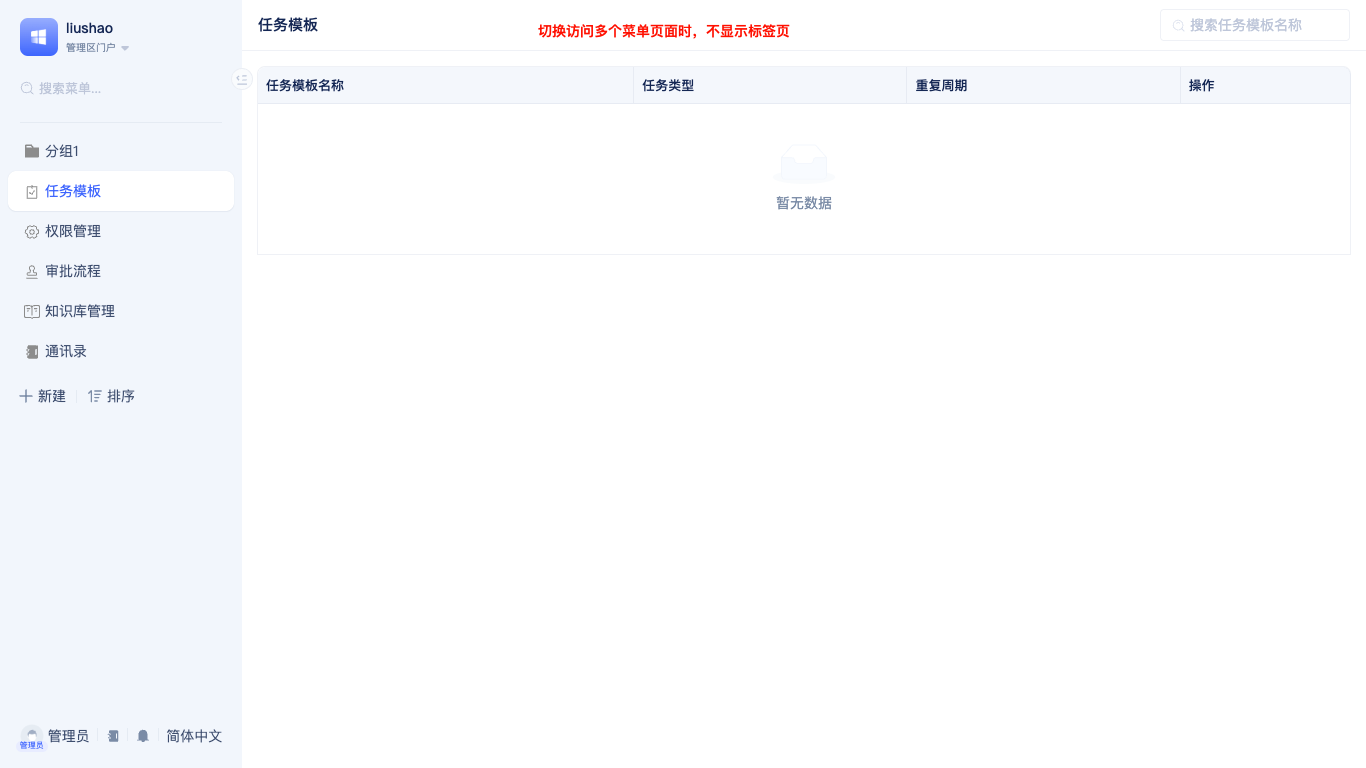 liushao
管理区门户
搜索菜单...
分组1
任务模板
权限管理
审批流程
知识库管理
通讯录
新建
排序
管理员
管理员
简体中文
任务模板
切换访问多个菜单页面时，不显示标签页
搜索任务模板名称
任务模板名称 任务类型 重复周期 操作
暂无数据